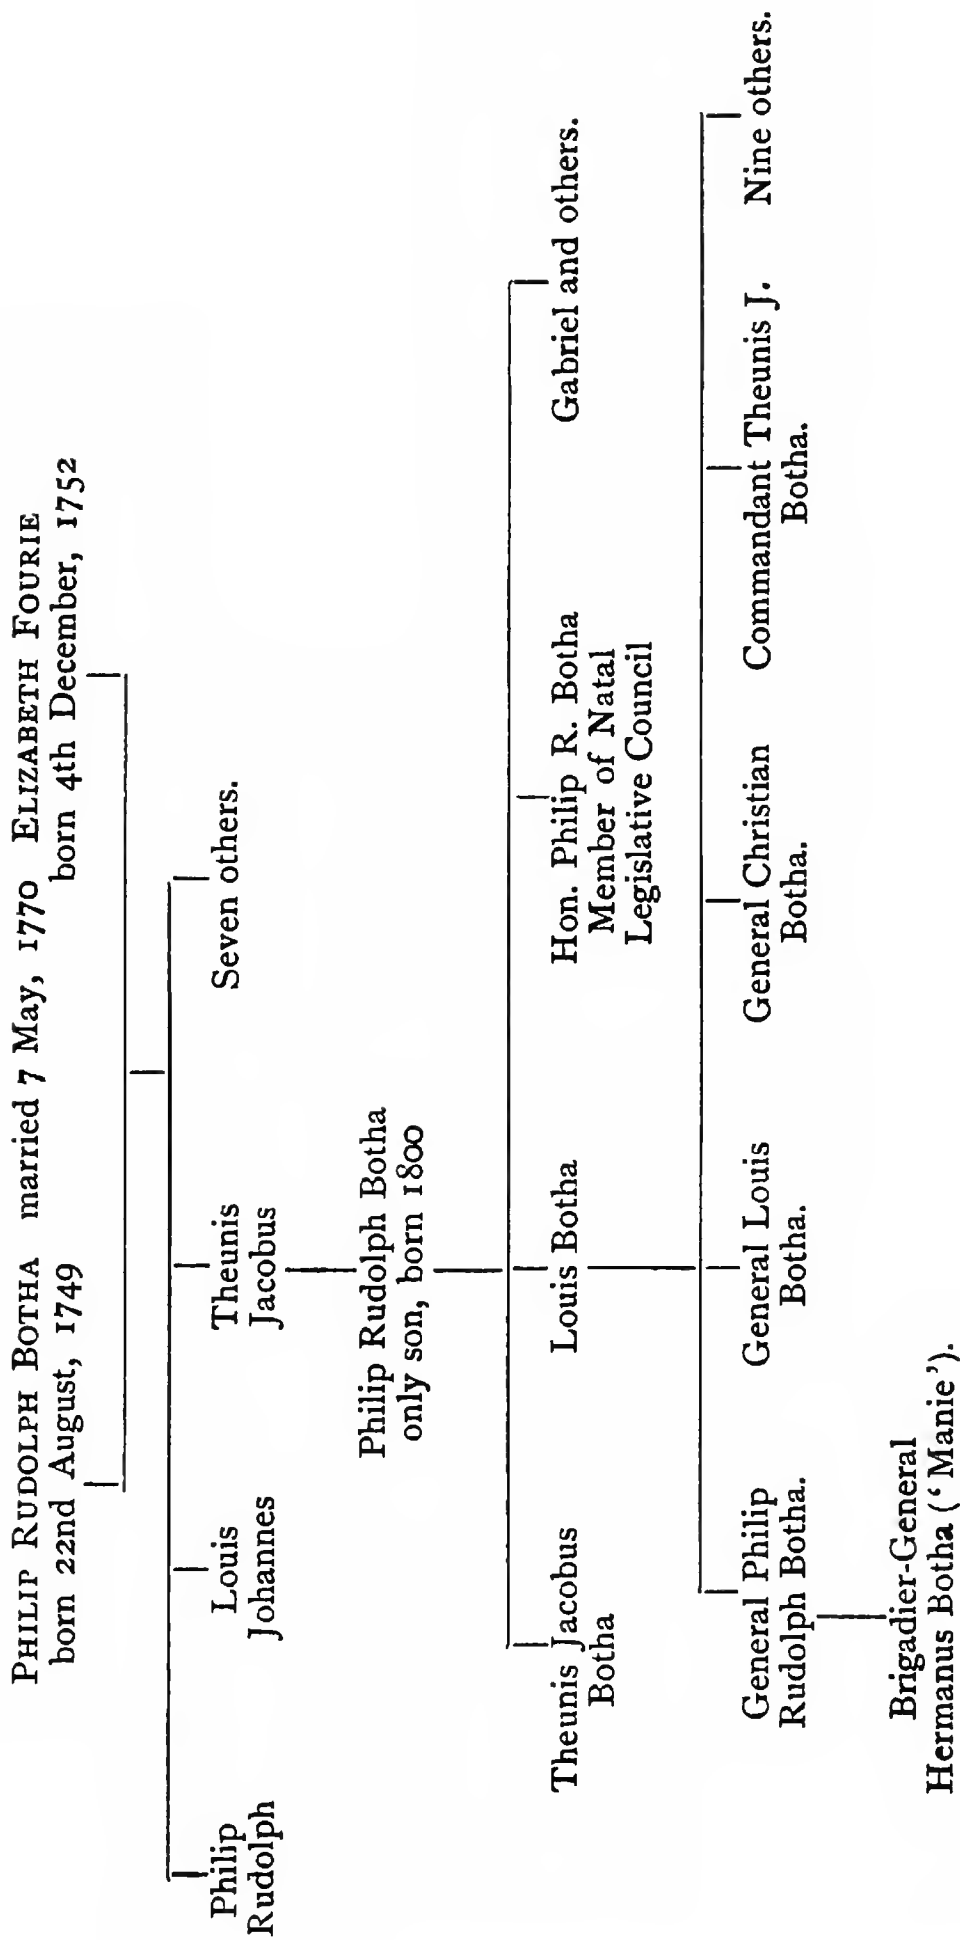 PHILIP RUDOLPH BOTHA married 7 May, 1770 ELIZABETH FOURIE
born 22nd August, 1749
born 4th December, 1752
Philip
Rudolph
Louis
Johannes
Theunis
Jacobus
Seven others.
Philip Rudolph Botha
only son, born 1800
Theunis Jacobus
Botha
Louis Botha
Hon. Philip R. Botha
Member of Natal
Legislative Council
Gabriel and others.
General Philip
Rudolph Botha.
General Louis
Botha.
General Christian
Botha.
Commandant Theunis J.
Botha.
Nine others.
Brigadier-General
Hermanus Botha (‘Manie’).